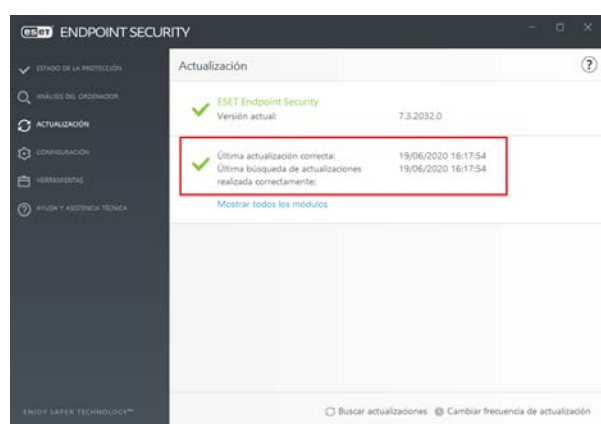 eset ENDPOINT SECURITY
ESTADO DE LA PROTECCIÓN
ANÁLISIS DEL ORDENADOR
ACTUALIZACIÓN
CONFIGURACIÓN
HERRAMIENTAS
AYUDA Y ASISTENCIA TÉCNICA
ENJOY SAFER TECHNOLOGY™
Actualización
?
ESET Endpoint Security
Versión actual: 7.3.2032.0
Última actualización correcta: 19/06/2020 16:17:54
Última búsqueda de actualizaciones 19/06/2020 16:17:54
realizada correctamente:
Mostrar todos los módulos
Buscar actualizaciones Cambiar frecuencia de actualización